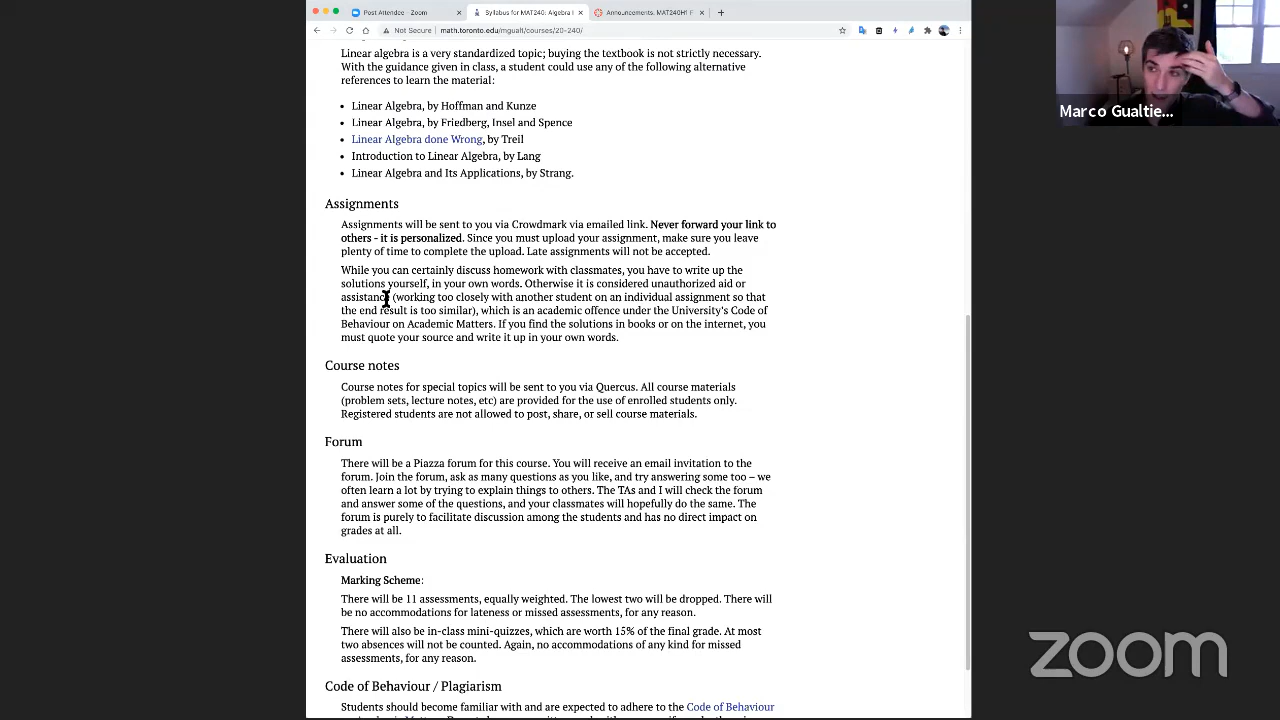 Post Attendee – Zoom
Syllabus for MAT240: Algebra I
Announcements: MAT240H1 F
Not Secure | math.toronto.edu/mgualt/courses/20-240/
Linear algebra is a very standardized topic; buying the textbook is not strictly necessary.
With the guidance given in class, a student could use any of the following alternative
references to learn the material:
• Linear Algebra, by Hoffman and Kunze
• Linear Algebra, by Friedberg, Insel and Spence
• Linear Algebra done Wrong, by Treil
• Introduction to Linear Algebra, by Lang
• Linear Algebra and Its Applications, by Strang.
Assignments
Assignments will be sent to you via Crowdmark via emailed link. Never forward your link to
others - it is personalized. Since you must upload your assignment, make sure you leave
plenty of time to complete the upload. Late assignments will not be accepted.
While you can certainly discuss homework with classmates, you have to write up the
solutions yourself, in your own words. Otherwise it is considered unauthorized aid or
assistance (working too closely with another student on an individual assignment so that
the end result is too similar), which is an academic offence under the University's Code of
Behaviour on Academic Matters. If you find the solutions in books or on the internet, you
must quote your source and write it up in your own words.
Course notes
Course notes for special topics will be sent to you via Quercus. All course materials
(problem sets, lecture notes, etc) are provided for the use of enrolled students only.
Registered students are not allowed to post, share, or sell course materials.
Forum
There will be a Piazza forum for this course. You will receive an email invitation to the
forum. Join the forum, ask as many questions as you like, and try answering some too – we
often learn a lot by trying to explain things to others. The TAs and I will check the forum
and answer some of the questions, and your classmates will hopefully do the same. The
forum is purely to facilitate discussion among the students and has no direct impact on
grades at all.
Evaluation
Marking Scheme:
There will be 11 assessments, equally weighted. The lowest two will be dropped. There will
be no accommodations for lateness or missed assessments, for any reason.
There will also be in-class mini-quizzes, which are worth 15% of the final grade. At most
two absences will not be counted. Again, no accommodations of any kind for missed
assessments, for any reason.
Code of Behaviour / Plagiarism
Students should become familiar with and are expected to adhere to the Code of Behaviour
Marco Gualtie...
zoom